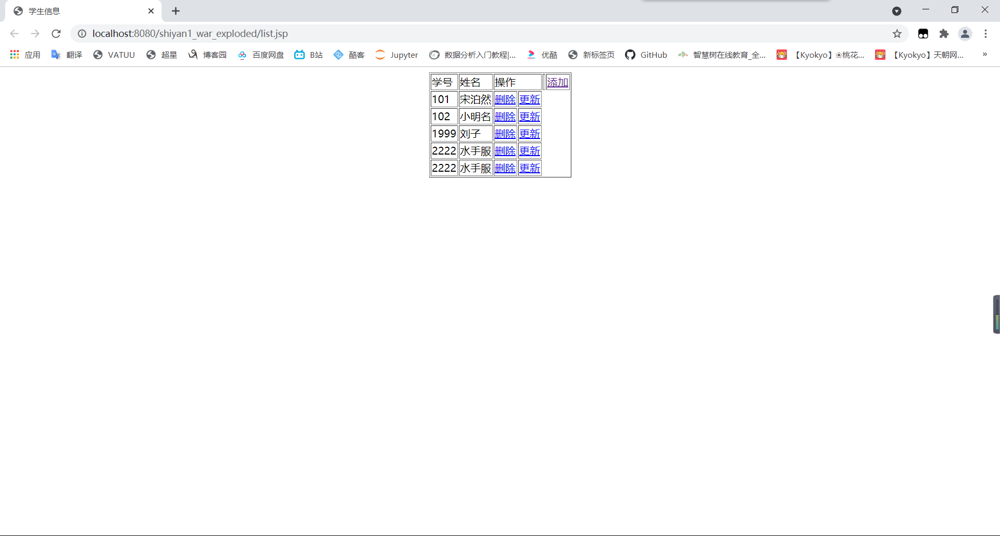 学生信息
localhost:8080/shiyan1_war_exploded/list.jsp
应用 翻译 VATUU 超星 博客园 百度网盘 B站 酷客 Jupyter 数据分析入门教程|... 优酷 新标签页 GitHub 智慧树在线教育_全... 【Kyokyo】❀桃花... 【Kyokyo】天朝网... »
学号 姓名 操作 添加
101 宋泊然 删除 更新
102 小明名 删除 更新
1999 刘子 删除 更新
2222 水手服 删除 更新
2222 水手服 删除 更新